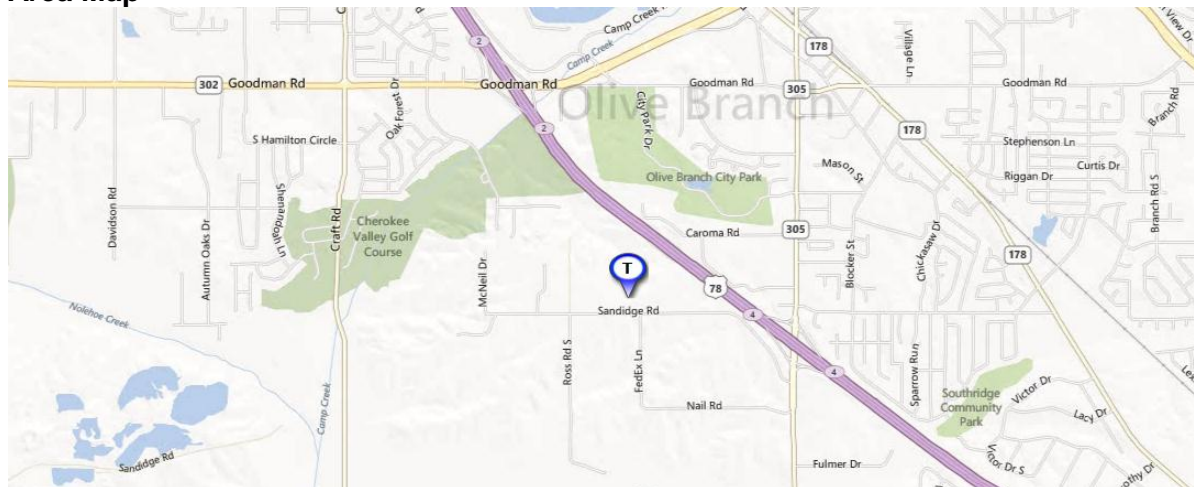 Camp Creek
178
Village Ln
2
Camp Creek
302
Goodman Rd
Goodman Rd
Goodman Rd
305
Goodman Rd
Branch Rd
Oak Forest Dr
City Park Dr
Olive Branch
2
178
S Hamilton Circle
Stephenson Ln
Mason St
Curtis Dr
Riggan Dr
Olive Branch City Park
Davidson Rd
Shenandoah Ln
Craft Rd
Cherokee
Valley Golf
Course
Autumn Oaks Dr
Caroma Rd
305
Blocker St
Chickasaw Dr
Branch Rd S
178
McNeil Dr
T
78
Nolehoe Creek
Sandidge Rd
4
Ross Rd S
FedEx Ln
Sparrow Run
4
Camp Creek
Nail Rd
Southridge
Community
Park
Victor Dr
Lacy Dr
Sandidge Rd
Fulmer Dr
Victor Dr S